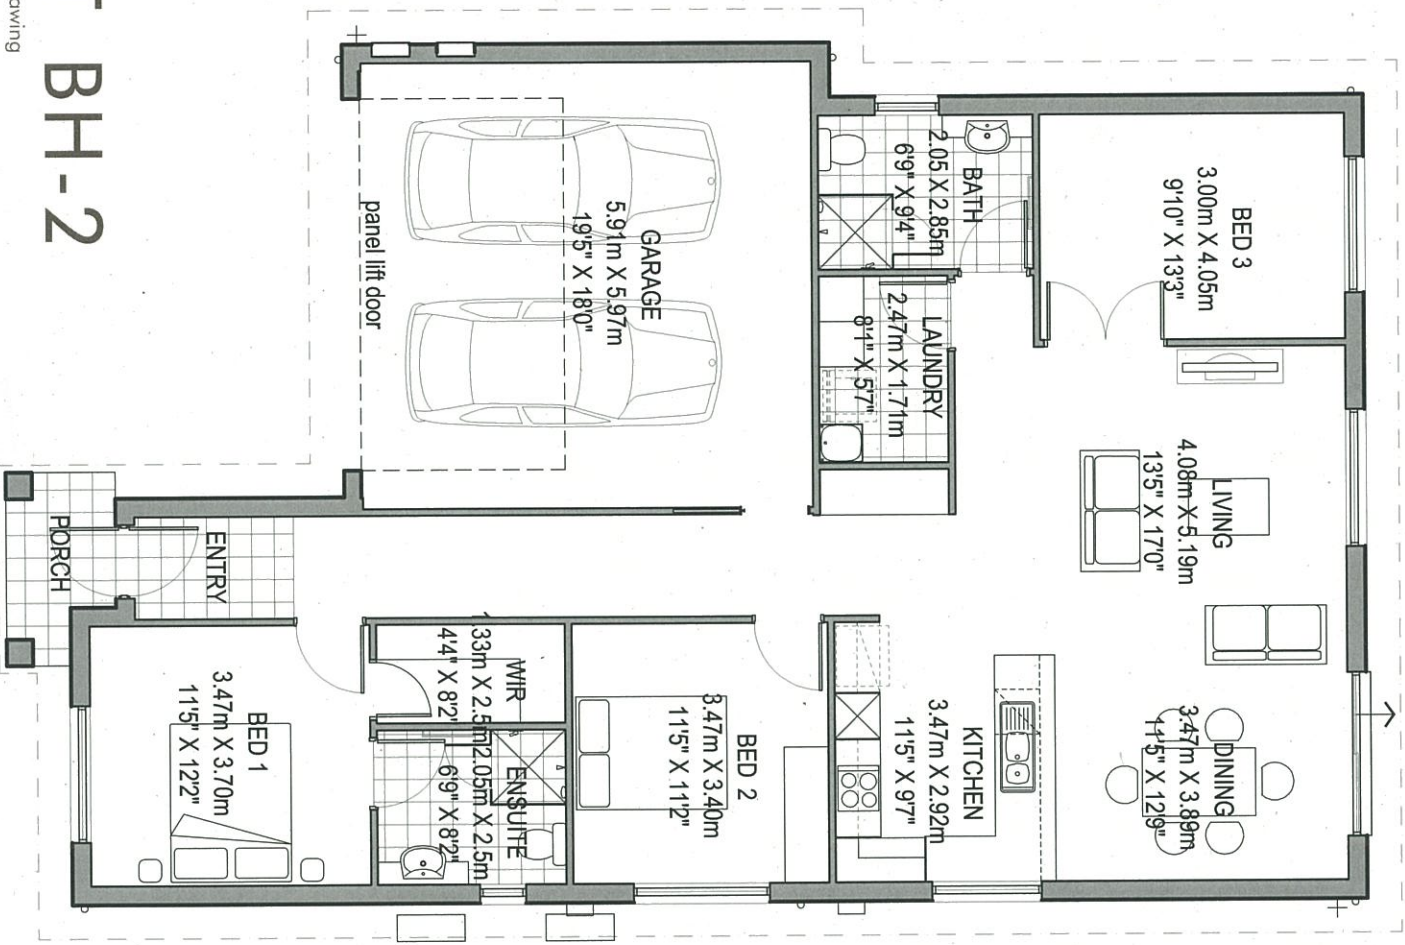 BH-2
awing
BED 3
3.00m X 4.05m
9'10" X 13'3"
BATH
2.05 X 2.85m
6'9" X 9'4"
LAUNDRY
2.47m X 1.71m
8'1" X 5'7"
GARAGE
5.91m X 5.97m
19'5" X 18'0"
panel lift door
LIVING
4.08m X 5.19m
13'5" X 17'0"
DINING
3.47m X 3.89m
11'5" X 12'9"
KITCHEN
3.47m X 2.92m
11'5" X 9'7"
BED 2
3.47m X 3.40m
11'5" X 11'2"
WIR
1.33m X 2.5m
4'4" X 8'2"
ENSUITE
2.05m X 2.5m
6'9" X 8'2"
BED 1
3.47m X 3.70m
11'5" X 12'2"
ENTRY
PORCH